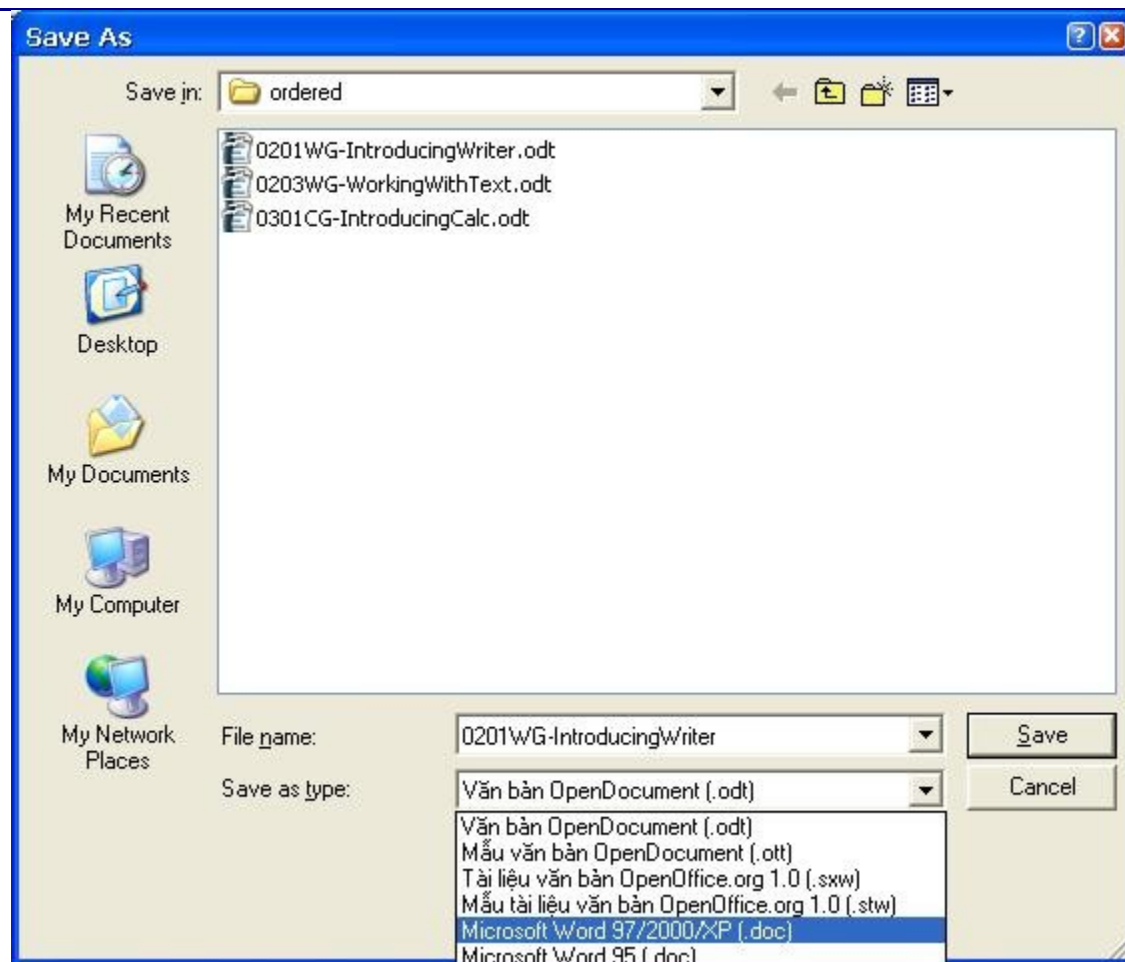 Save As
Save in:
ordered
0201WG-IntroducingWriter.odt
0203WG-WorkingWithText.odt
0301CG-IntroducingCalc.odt
My Recent
Documents
Desktop
My Documents
My Computer
My Network
Places
File name:
0201WG-IntroducingWriter
Save
Save as type:
Văn bản OpenDocument (.odt)
Cancel
Văn bản OpenDocument (.odt)
Mẫu văn bản OpenDocument (.ott)
Tài liệu văn bản OpenOffice.org 1.0 (.sxw)
Mẫu tài liệu văn bản OpenOffice.org 1.0 (.stw)
Microsoft Word 97/2000/XP (.doc)
Microsoft Word 95 (.doc)